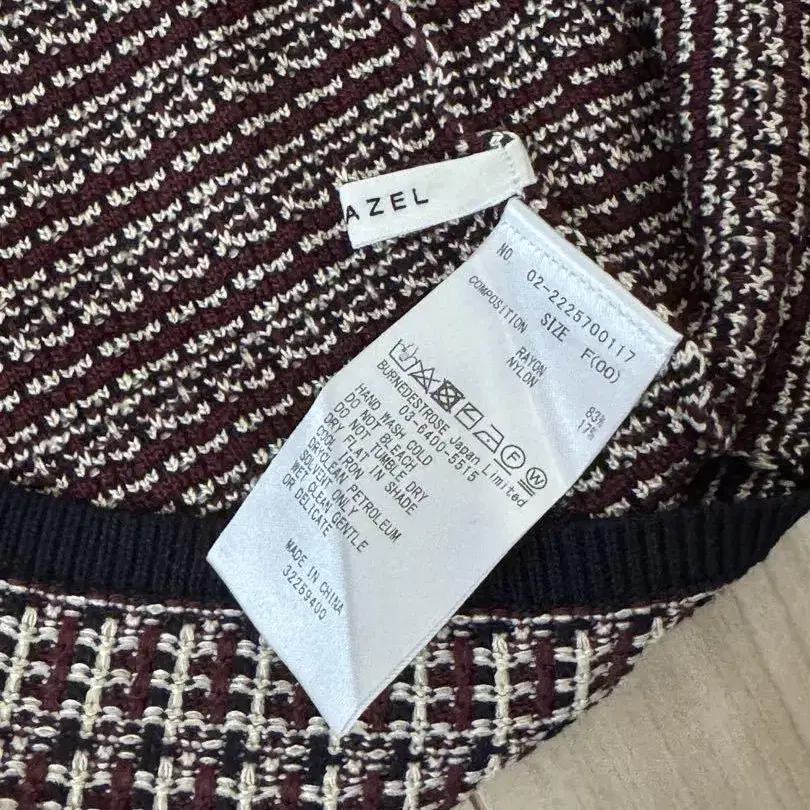 AZEL
NO 02-2225700117
SIZE F(00)
COMPOSITION
RAYON 83%
NYLON 17%
BURNEDESTROSE Japan Limited
03-6400-5515
HAND WASH COLD
DO NOT BLEACH
DO NOT TUMBLE DRY
DRY FLAT IN SHADE
COOL IRON
DRYCLEAN PETROLEUM
SOLVENT ONLY
WET CLEAN GENTLE
OR DELICATE
MADE IN CHINA
32259400